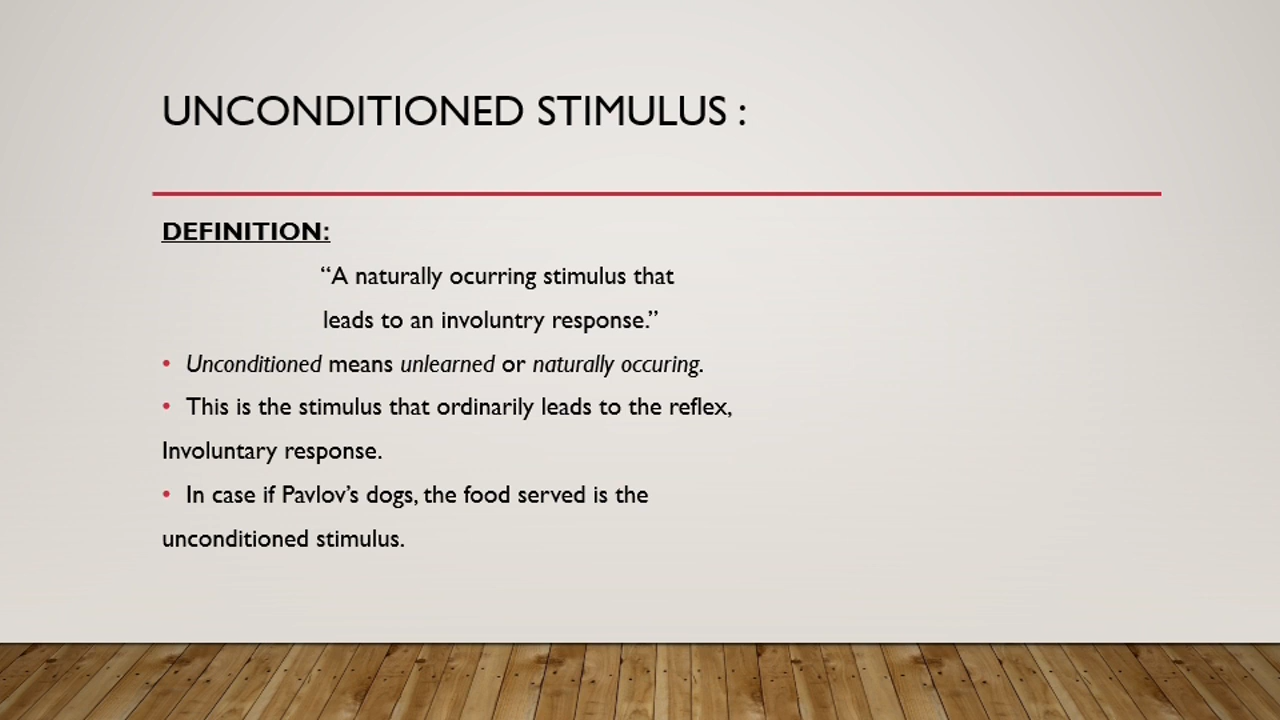 UNCONDITIONED STIMULUS :
DEFINITION:
“A naturally ocurring stimulus that
leads to an involuntry response.”
• Unconditioned means unlearned or naturally occuring.
• This is the stimulus that ordinarily leads to the reflex,
Involuntary response.
• In case if Pavlov’s dogs, the food served is the
unconditioned stimulus.